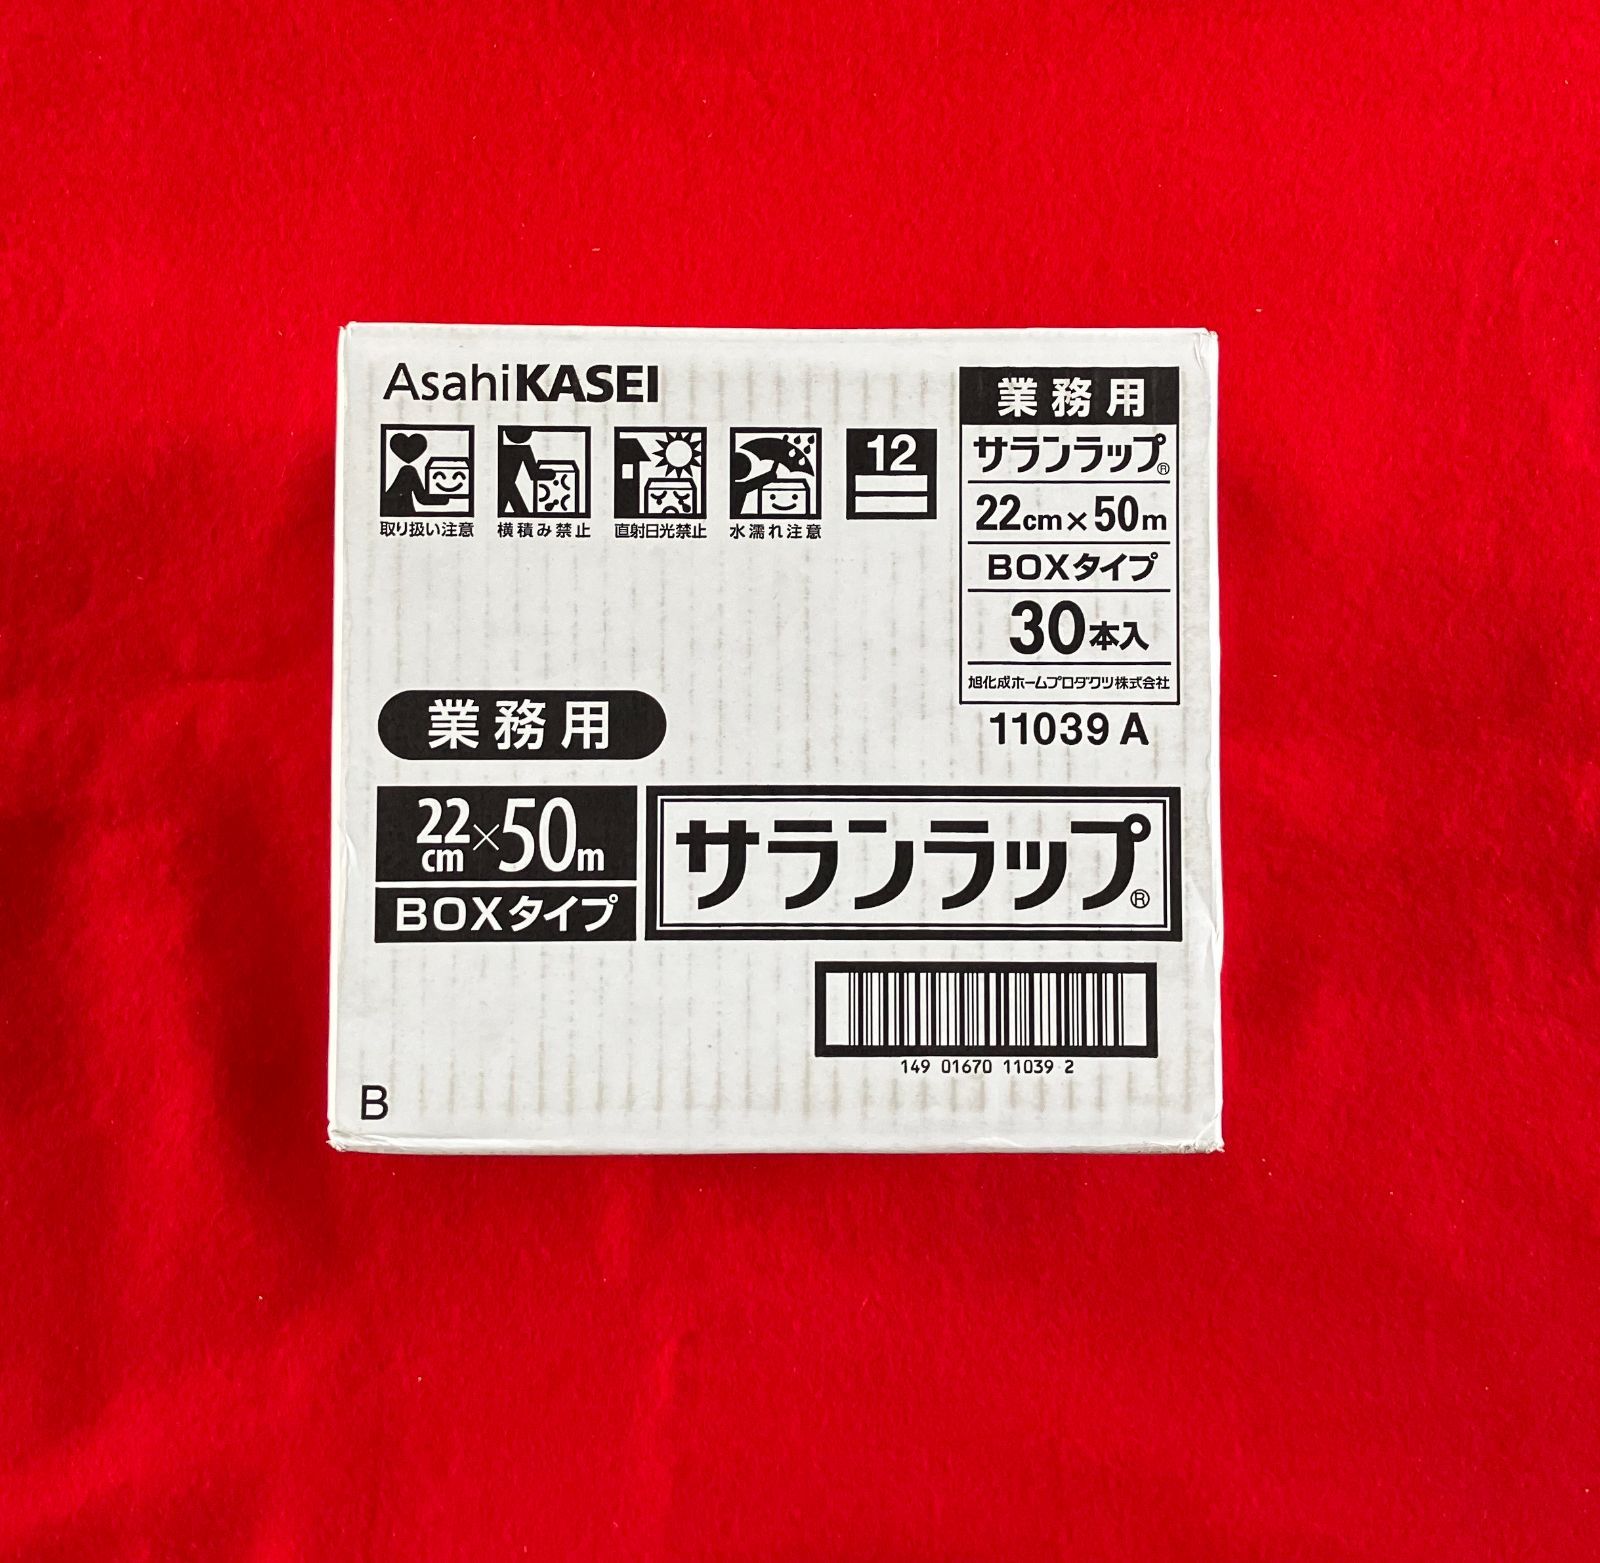 AsahiKASEI
取り扱い注意
横積み禁止
直射日光禁止
水濡れ注意
12
業務用
サランラップ®
22cm×50m
BOXタイプ
30本入
旭化成ホームプロダクツ株式会社
11039 A
業務用
22cm×50m
BOXタイプ
サランラップ®
149 01670 11039 2
B